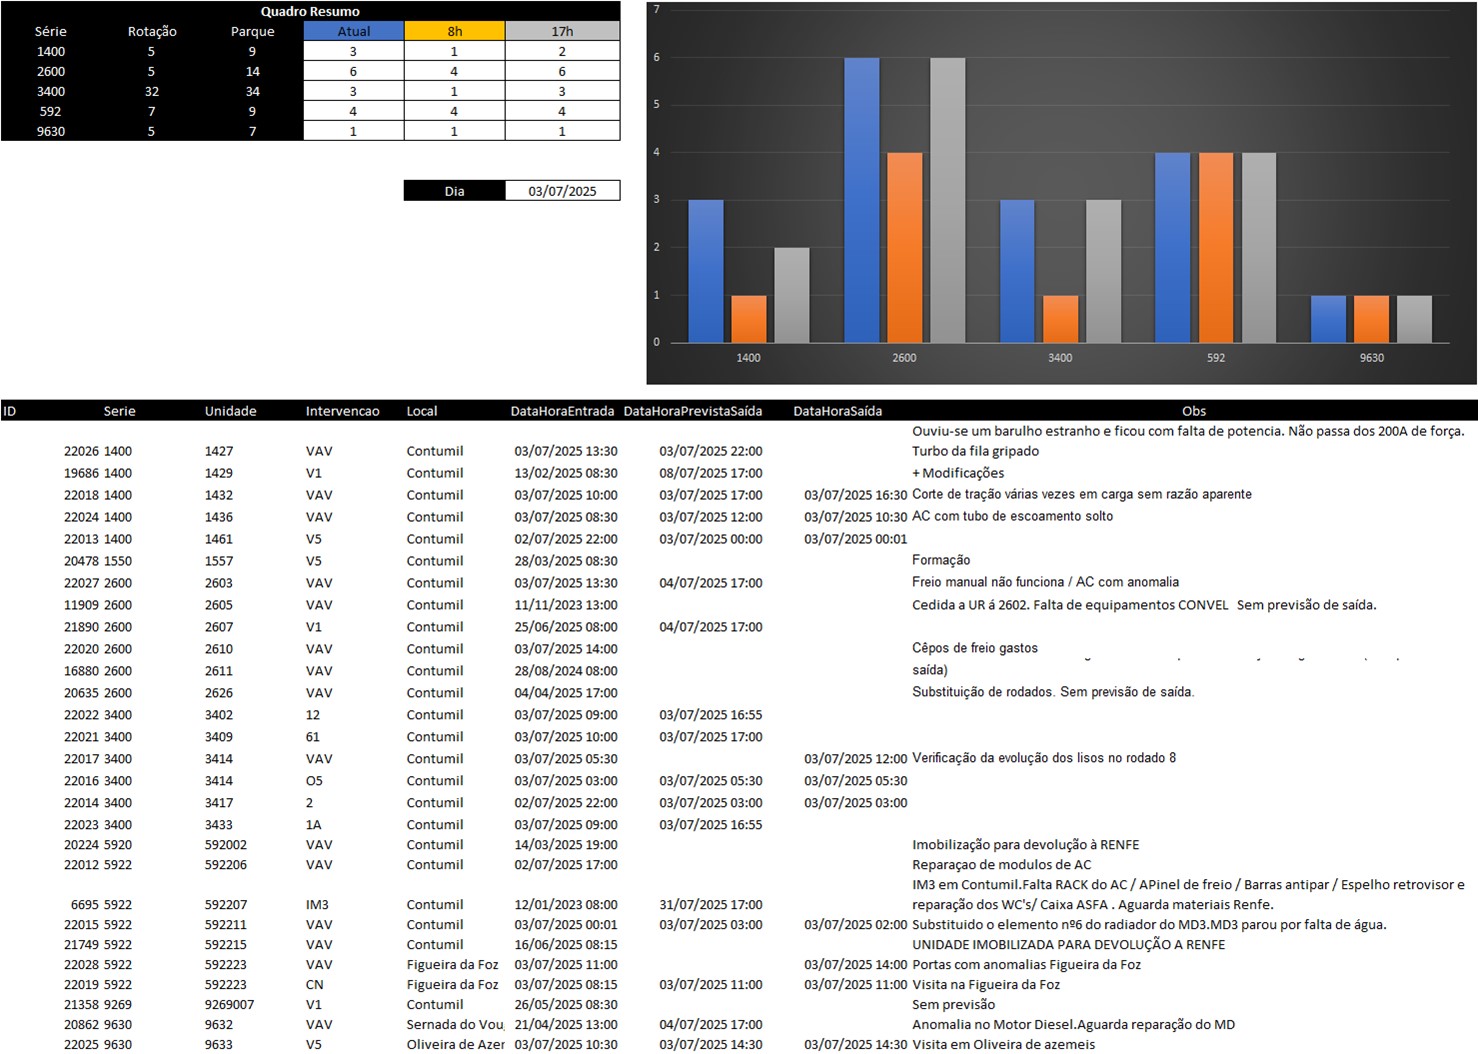 Quadro Resumo
Série Rotação Parque Atual 8h 17h
1400 5 9 3 1 2
2600 5 14 6 4 6
3400 32 34 3 1 3
592 7 9 4 4 4
9630 5 7 1 1 1
Dia 03/07/2025
7
6
5
4
3
2
1
0
1400 2600 3400 592 9630
ID Serie Unidade Intervencao Local DataHoraEntrada DataHoraPrevistaSaída DataHoraSaída Obs
Ouviu-se um barulho estranho e ficou com falta de potencia. Não passa dos 200A de força.
22026 1400 1427 VAV Contumil 03/07/2025 13:30 03/07/2025 22:00 Turbo da fila gripado
19686 1400 1429 V1 Contumil 13/02/2025 08:30 08/07/2025 17:00 + Modificações
22018 1400 1432 VAV Contumil 03/07/2025 10:00 03/07/2025 17:00 03/07/2025 16:30 Corte de tração várias vezes em carga sem razão aparente
22024 1400 1436 VAV Contumil 03/07/2025 08:30 03/07/2025 12:00 03/07/2025 10:30 AC com tubo de escoamento solto
22013 1400 1461 V5 Contumil 02/07/2025 22:00 03/07/2025 00:00 03/07/2025 00:01
20478 1550 1557 V5 Contumil 28/03/2025 08:30 Formação
22027 2600 2603 VAV Contumil 03/07/2025 13:30 04/07/2025 17:00 Freio manual não funciona / AC com anomalia
11909 2600 2605 VAV Contumil 11/11/2023 13:00 Cedida a UR á 2602. Falta de equipamentos CONVEL Sem previsão de saída.
21890 2600 2607 V1 Contumil 25/06/2025 08:00 04/07/2025 17:00
22020 2600 2610 VAV Contumil 03/07/2025 14:00 Cêpos de freio gastos
16880 2600 2611 VAV Contumil 28/08/2024 08:00 saída)
20635 2600 2626 VAV Contumil 04/04/2025 17:00 Substituição de rodados. Sem previsão de saída.
22022 3400 3402 12 Contumil 03/07/2025 09:00 03/07/2025 16:55
22021 3400 3409 61 Contumil 03/07/2025 10:00 03/07/2025 17:00
22017 3400 3414 VAV Contumil 03/07/2025 05:30 03/07/2025 12:00 Verificação da evolução dos lisos no rodado 8
22016 3400 3414 O5 Contumil 03/07/2025 03:00 03/07/2025 05:30 03/07/2025 05:30
22014 3400 3417 2 Contumil 02/07/2025 22:00 03/07/2025 03:00 03/07/2025 03:00
22023 3400 3433 1A Contumil 03/07/2025 09:00 03/07/2025 16:55
20224 5920 592002 VAV Contumil 14/03/2025 19:00 Imobilização para devolução à RENFE
22012 5922 592206 VAV Contumil 02/07/2025 17:00 Reparaçao de modulos de AC
IM3 em Contumil.Falta RACK do AC / APinel de freio / Barras antipar / Espelho retrovisor e
6695 5922 592207 IM3 Contumil 12/01/2023 08:00 31/07/2025 17:00 reparação dos WC's/ Caixa ASFA . Aguarda materiais Renfe.
22015 5922 592211 VAV Contumil 03/07/2025 00:01 03/07/2025 03:00 03/07/2025 02:00 Substituido o elemento nº6 do radiador do MD3.MD3 parou por falta de água.
21749 5922 592215 VAV Contumil 16/06/2025 08:15 UNIDADE IMOBILIZADA PARA DEVOLUÇÃO A RENFE
22028 5922 592223 VAV Figueira da Foz 03/07/2025 11:00 03/07/2025 14:00 Portas com anomalias Figueira da Foz
22019 5922 592223 CN Figueira da Foz 03/07/2025 08:15 03/07/2025 11:00 03/07/2025 11:00 Visita na Figueira da Foz
21358 9269 9269007 V1 Contumil 26/05/2025 08:30 Sem previsão
20862 9630 9632 VAV Sernada do Vou 21/04/2025 13:00 04/07/2025 17:00 Anomalia no Motor Diesel.Aguarda reparação do MD
22025 9630 9633 V5 Oliveira de Azer 03/07/2025 10:30 03/07/2025 14:30 03/07/2025 14:30 Visita em Oliveira de azemeis